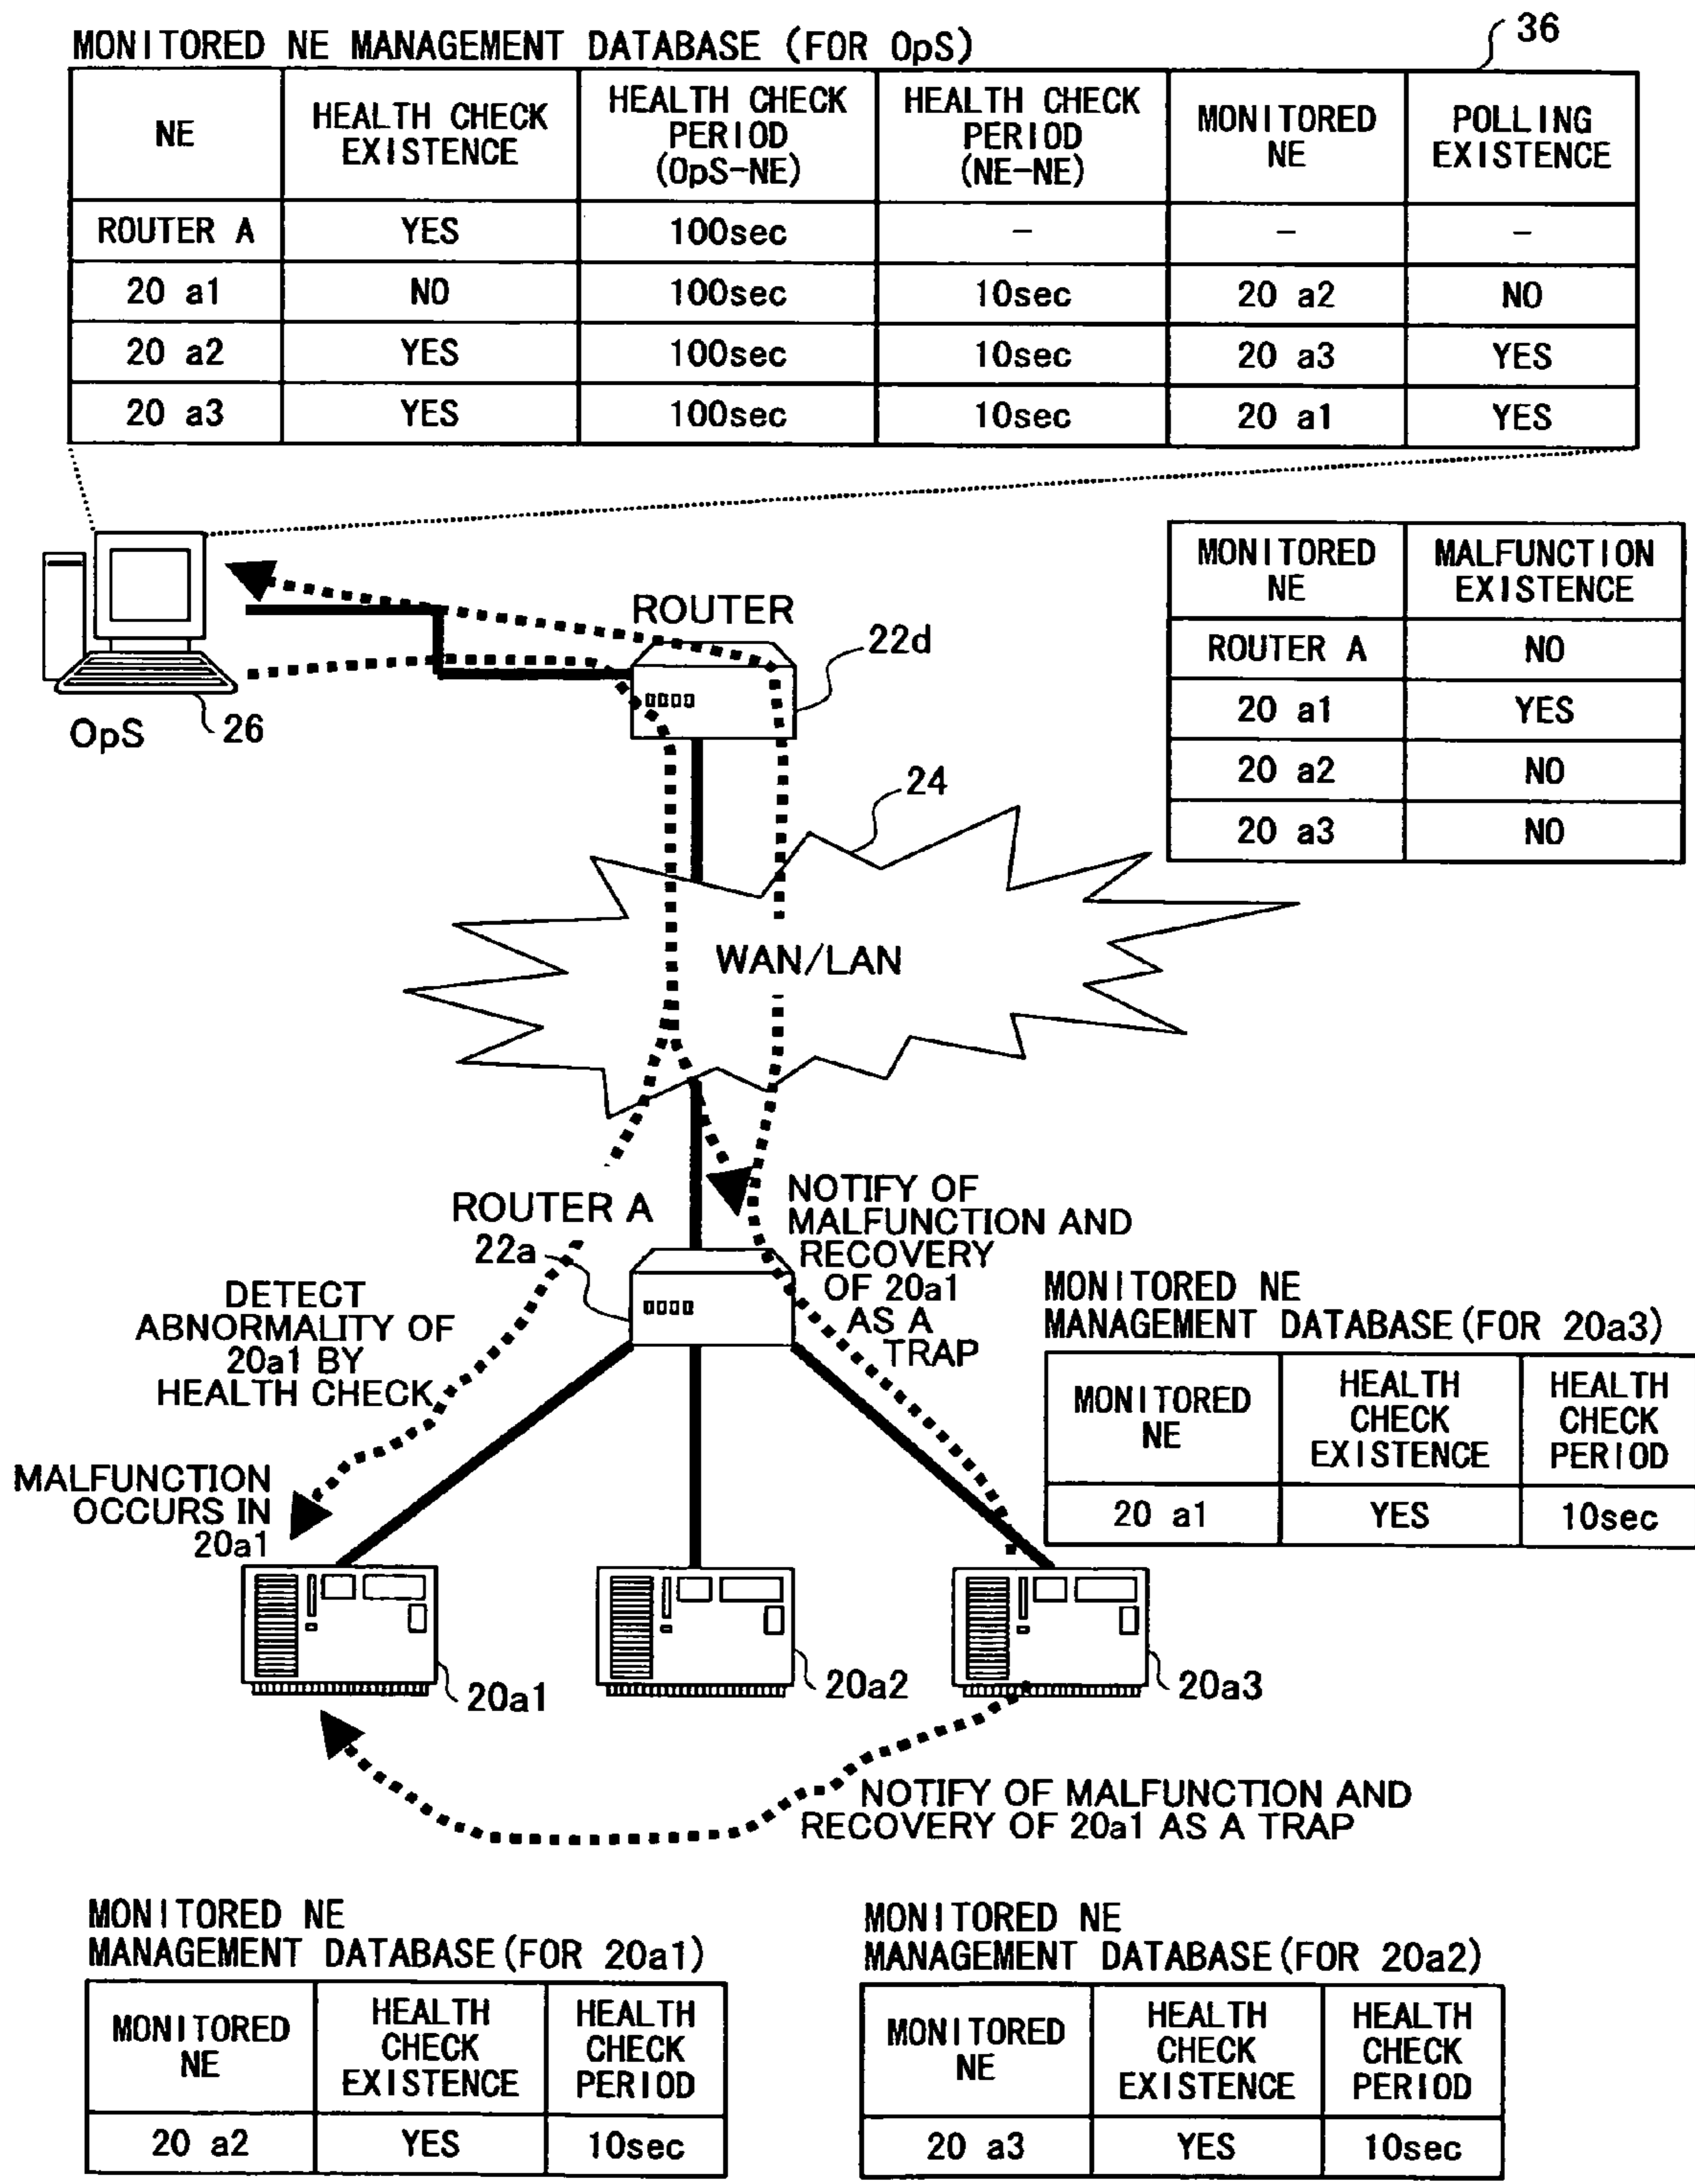 36
MONITORED NE MANAGEMENT DATABASE (FOR OpS)
NE
HEALTH CHECK
EXISTENCE
HEALTH CHECK
PERIOD
(OpS-NE)
HEALTH CHECK
PERIOD
(NE-NE)
MONITORED
NE
POLLING
EXISTENCE
ROUTER A YES 100sec - - -
20 a1 NO 100sec 10sec 20 a2 NO
20 a2 YES 100sec 10sec 20 a3 YES
20 a3 YES 100sec 10sec 20 a1 YES
MONITORED
NE
MALFUNCTION
EXISTENCE
ROUTER A NO
20 a1 YES
20 a2 NO
20 a3 NO
ROUTER
22d
OpS
26
24
WAN/LAN
ROUTER A
22a
NOTIFY OF
MALFUNCTION AND
RECOVERY
OF 20a1
AS A
TRAP
DETECT
ABNORMALITY OF
20a1 BY
HEALTH CHECK
MALFUNCTION
OCCURS IN
20a1
MONITORED NE
MANAGEMENT DATABASE(FOR 20a3)
MONITORED
NE
HEALTH
CHECK
EXISTENCE
HEALTH
CHECK
PERIOD
20 a1 YES 10sec
20a1
20a2
20a3
NOTIFY OF MALFUNCTION AND
RECOVERY OF 20a1 AS A TRAP
MONITORED NE
MANAGEMENT DATABASE(FOR 20a1)
MONITORED
NE
HEALTH
CHECK
EXISTENCE
HEALTH
CHECK
PERIOD
20 a2 YES 10sec
MONITORED NE
MANAGEMENT DATABASE(FOR 20a2)
MONITORED
NE
HEALTH
CHECK
EXISTENCE
HEALTH
CHECK
PERIOD
20 a3 YES 10sec